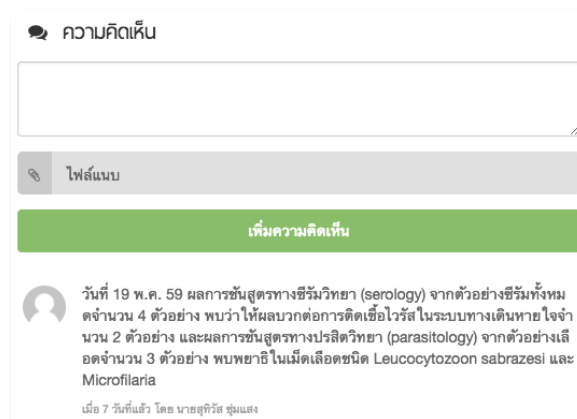 ความคิดเห็น
ไฟล์แนบ
เพิ่มความคิดเห็น
วันที่ 19 พ.ค. 59 ผลการชันสูตรทางซีรัมวิทยา (serology) จากตัวอย่างซีรัมทั้งหม
ดจำนวน 4 ตัวอย่าง พบว่าให้ผลบวกต่อการติดเชื้อไวรัสในระบบทางเดินหายใจจำ
นวน 2 ตัวอย่าง และผลการชันสูตรทางปรสิตวิทยา (parasitology) จากตัวอย่างเลื
อดจำนวน 3 ตัวอย่าง พบพยาธิในเม็ดเลือดชนิด Leucocytozoon sabrazesi และ
Microfilaria
เมื่อ 7 วันที่แล้ว โดย นายสุทิวัส ชุ่มแสง